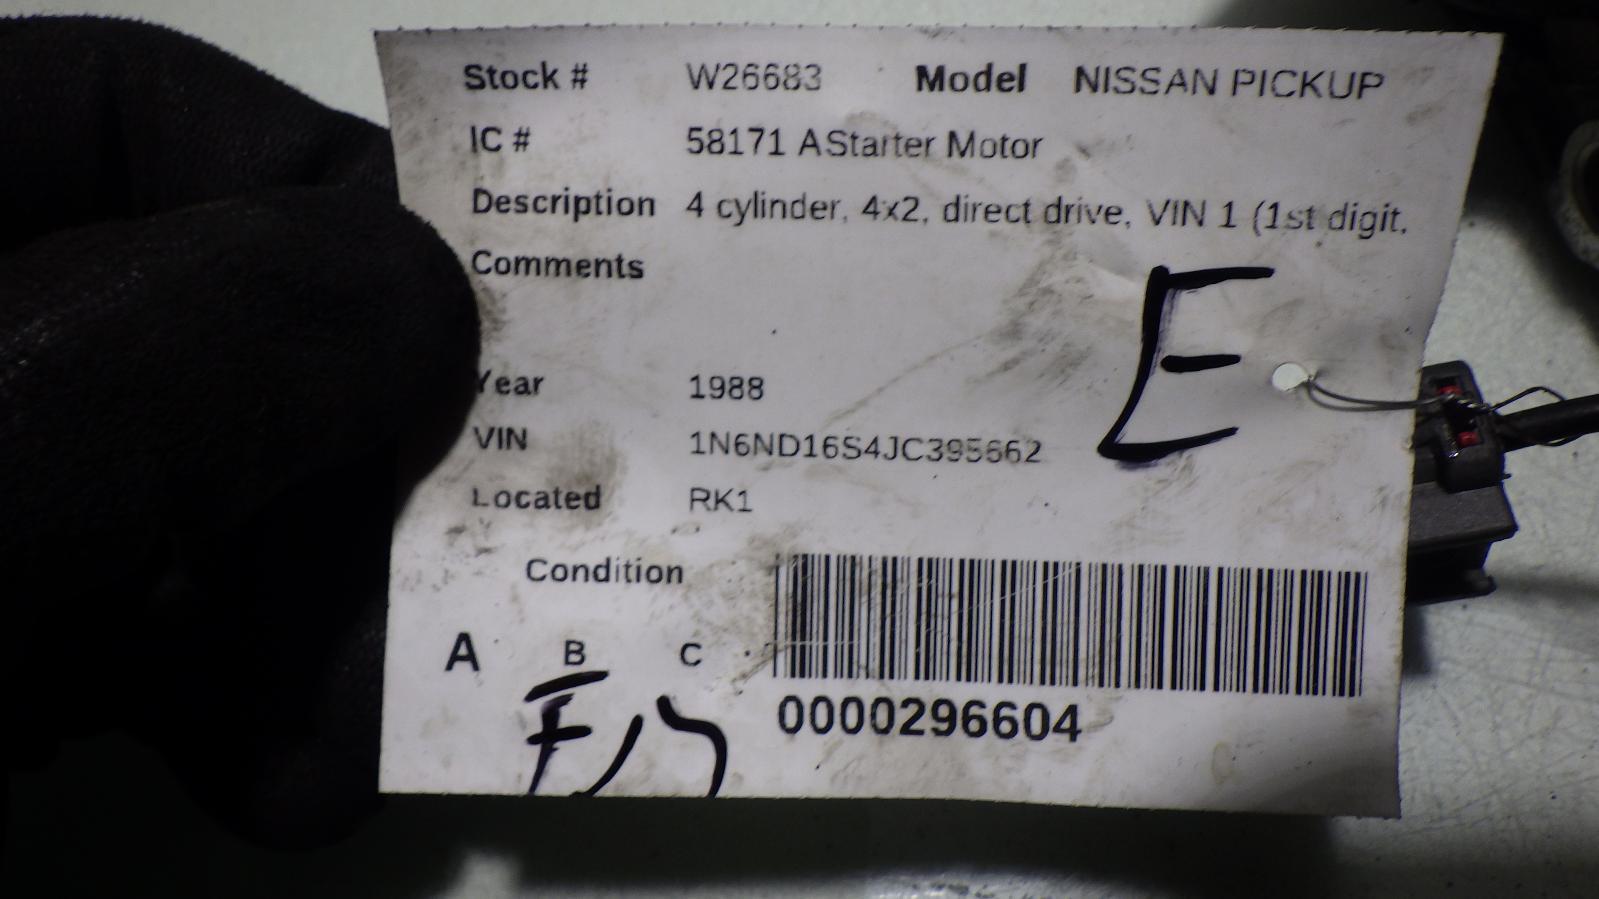 Stock # W26683 Model NISSAN PICKUP
IC # 58171 AStarter Motor
Description 4 cylinder, 4x2, direct drive, VIN 1 (1st digit,
Comments
E
Year 1988
VIN 1N6ND16S4JC395662
Located RK1
Condition
A B C
0000296604